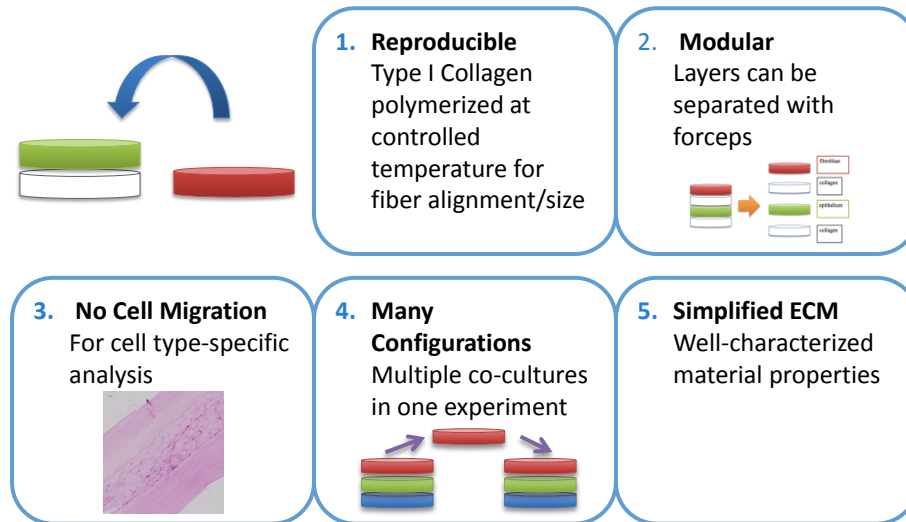 1. Reproducible
Type I Collagen
polymerized at
controlled
temperature for
fiber alignment/size
2. Modular
Layers can be
separated with
forceps
fibroblast
collagen
epithelium
collagen
3. No Cell Migration
For cell type-specific
analysis
4. Many
Configurations
Multiple co-cultures
in one experiment
5. Simplified ECM
Well-characterized
material properties